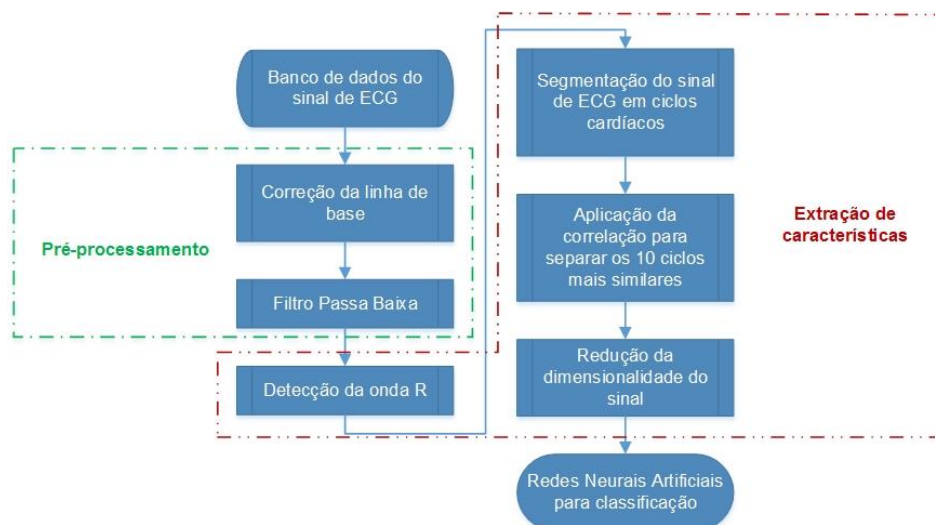 Banco de dados do
sinal de ECG
Pré-processamento
Correção da linha de
base
Filtro Passa Baixa
Detecção da onda R
Segmentação do sinal
de ECG em ciclos
cardíacos
Aplicação da
correlação para
separar os 10 ciclos
mais similares
Extração de
características
Redução da
dimensionalidade do
sinal
Redes Neurais Artificiais
para classificação